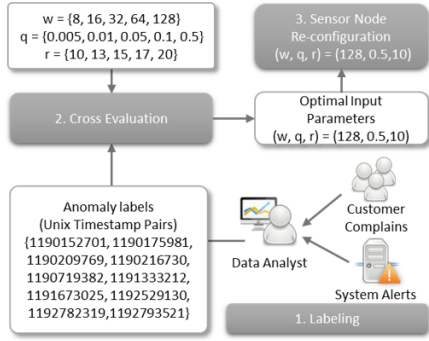 w = {8, 16, 32, 64, 128}
q = {0.005, 0.01, 0.05, 0.1, 0.5}
r = {10, 13, 15, 17, 20}
3. Sensor Node
Re-configuration
(w, q, r) = (128, 0.5,10)
2. Cross Evaluation
Optimal Input
Parameters
(w, q, r) = (128, 0.5,10)
Anomaly labels
(Unix Timestamp Pairs)
{1190152701, 1190175981,
1190209769, 1190216730,
1190719382, 1191333212,
1191673025, 1192529130,
1192782319,1192793521}
Data Analyst
Customer
Complains
System Alerts
1. Labeling